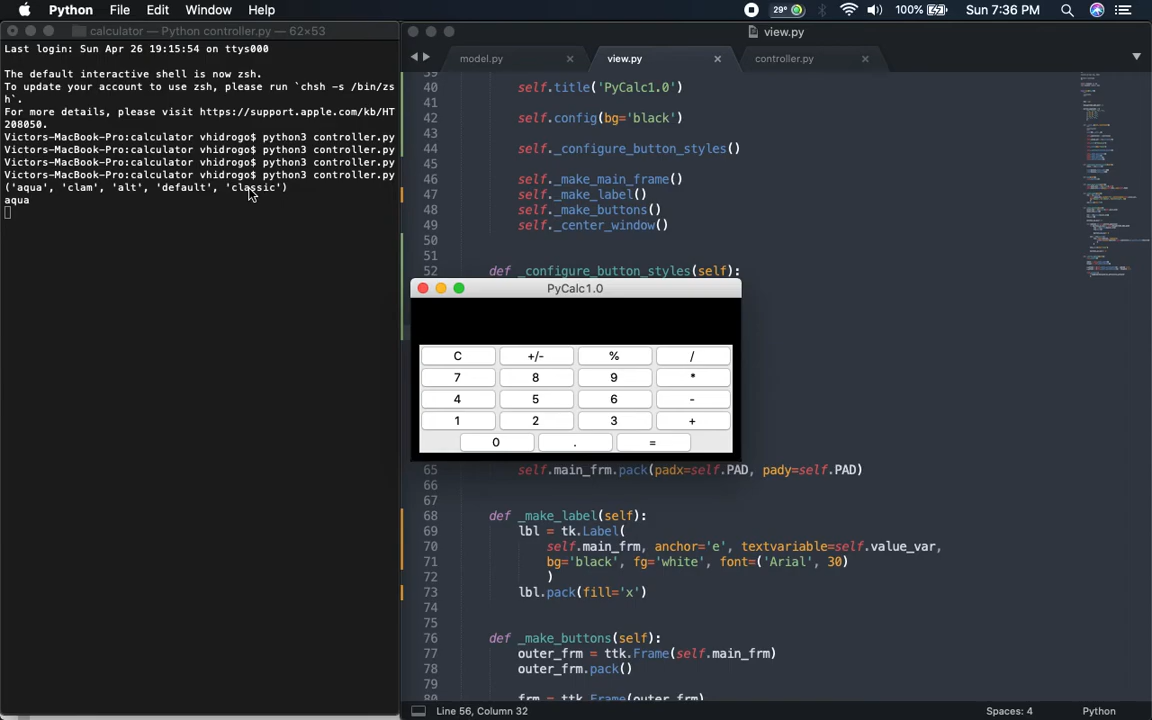 Python File Edit Window Help
29° 100% Sun 7:36 PM
calculator — Python controller.py — 62×53
Last login: Sun Apr 26 19:15:54 on ttys000
The default interactive shell is now zsh.
To update your account to use zsh, please run `chsh -s /bin/zs
h`.
For more details, please visit https://support.apple.com/kb/HT
208050.
Victors-MacBook-Pro:calculator vhidrogo$ python3 controller.py
Victors-MacBook-Pro:calculator vhidrogo$ python3 controller.py
Victors-MacBook-Pro:calculator vhidrogo$ python3 controller.py
Victors-MacBook-Pro:calculator vhidrogo$ python3 controller.py
('aqua', 'clam', 'alt', 'default', 'classic')
aqua
view.py
model.py view.py controller.py
39
40 self.title('PyCalc1.0')
41
42 self.config(bg='black')
43
44 self._configure_button_styles()
45
46 self._make_main_frame()
47 self._make_label()
48 self._make_buttons()
49 self._center_window()
50
51
52 def _configure_button_styles(self):
PyCalc1.0
C +/- % /
7 8 9 *
4 5 6 -
1 2 3 +
0 . =
65 self.main_frm.pack(padx=self.PAD, pady=self.PAD)
66
67
68 def _make_label(self):
69 lbl = tk.Label(
70 self.main_frm, anchor='e', textvariable=self.value_var,
71 bg='black', fg='white', font=('Arial', 30)
72 )
73 lbl.pack(fill='x')
74
75
76 def _make_buttons(self):
77 outer_frm = ttk.Frame(self.main_frm)
78 outer_frm.pack()
79
80 frm = ttk.Frame(outer_frm)
Line 56, Column 32 Spaces: 4 Python